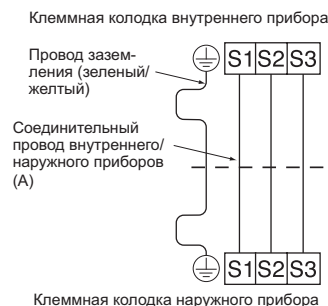 Клеммная колодка внутреннего прибора
Провод зазем-
ления (зеленый/
желтый)
S1 S2 S3
Соединительный
провод внутреннего/
наружного приборов
(A)
S1 S2 S3
Клеммная колодка наружного прибора